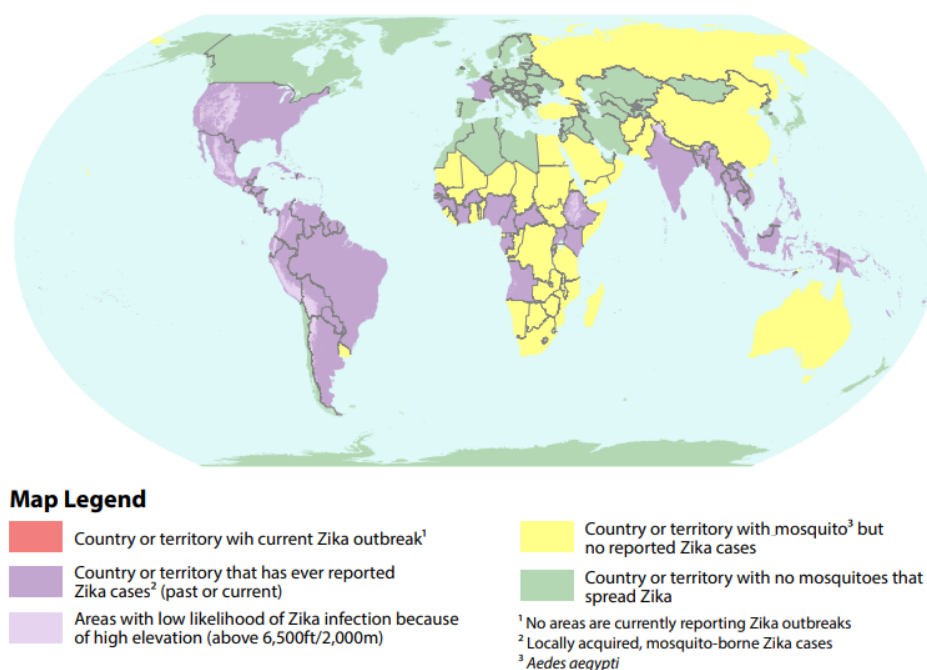 Map Legend
Country or territory wih current Zika outbreak¹
Country or territory that has ever reported
Zika cases² (past or current)
Areas with low likelihood of Zika infection because
of high elevation (above 6,500ft/2,000m)
Country or territory with mosquito³ but
no reported Zika cases
Country or territory with no mosquitoes that
spread Zika
¹ No areas are currently reporting Zika outbreaks
² Locally acquired, mosquito-borne Zika cases
³ Aedes aegypti